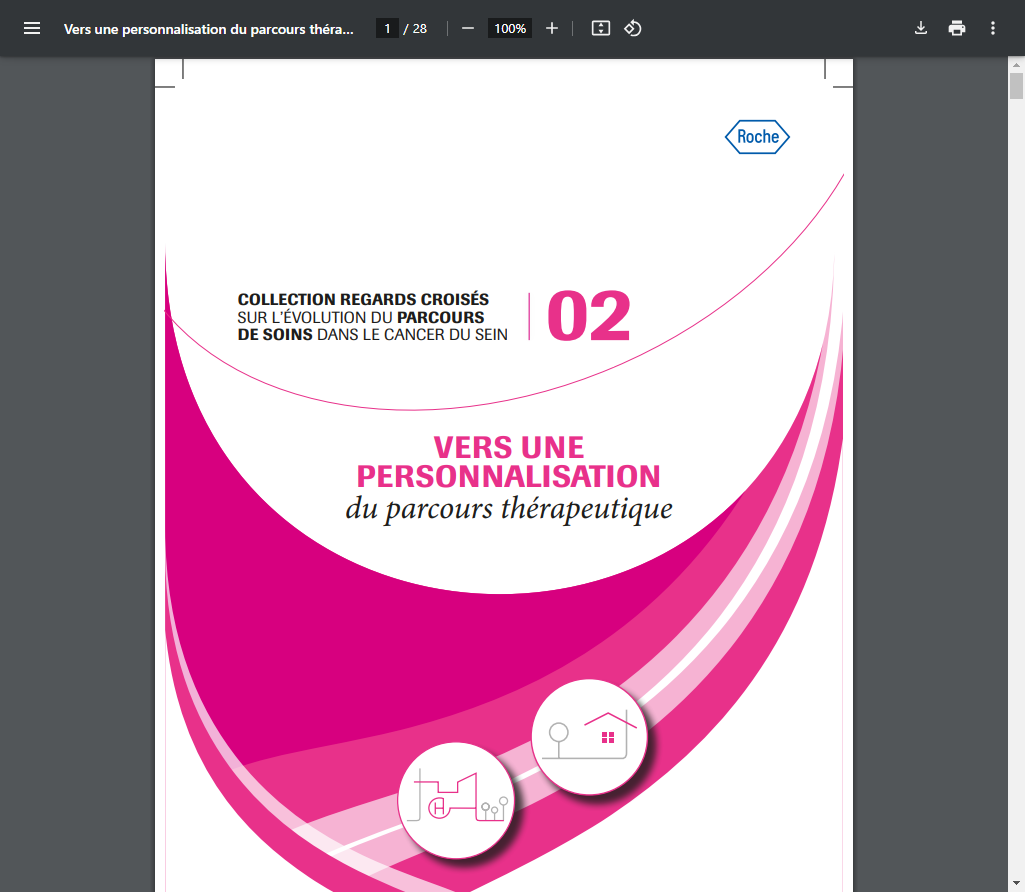 Vers une personnalisation du parcours théra...
1 / 28
100%
Roche
COLLECTION REGARDS CROISÉS
SUR L'ÉVOLUTION DU PARCOURS
DE SOINS DANS LE CANCER DU SEIN
02
VERS UNE
PERSONNALISATION
du parcours thérapeutique
H